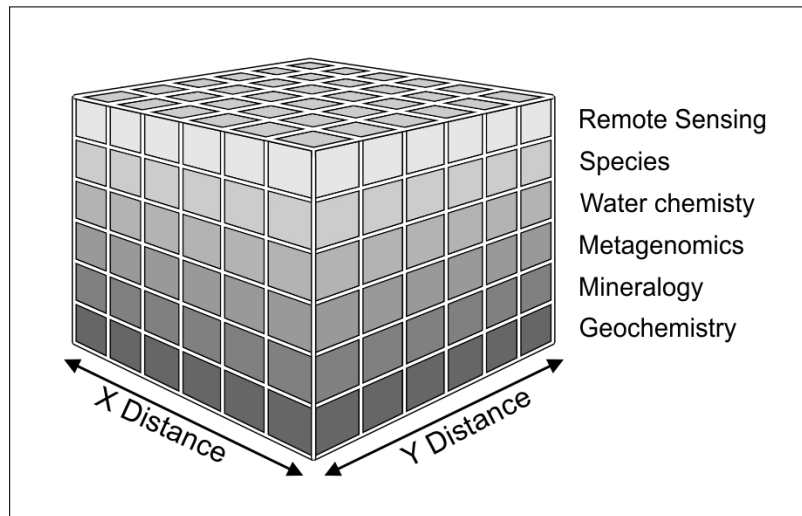 Remote Sensing
Species
Water chemisty
Metagenomics
Mineralogy
Geochemistry
X Distance
Y Distance